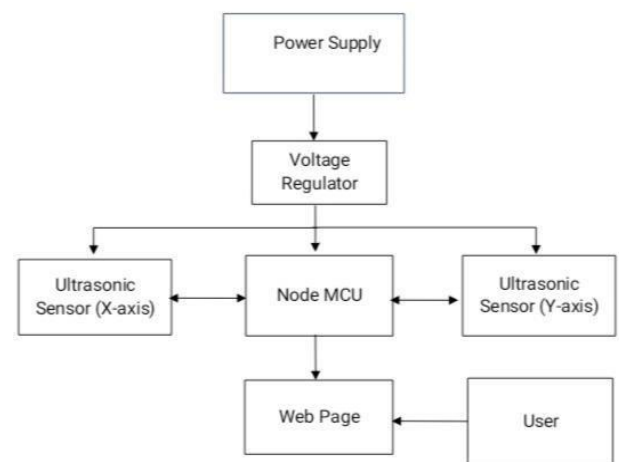 Power Supply
Voltage
Regulator
Ultrasonic
Sensor (X-axis)
Node MCU
Ultrasonic
Sensor (Y-axis)
Web Page
User